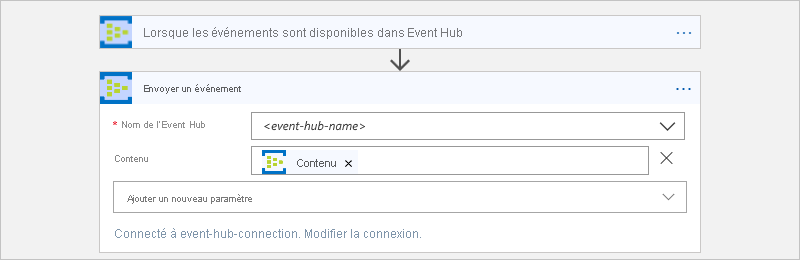 Lorsque les événements sont disponibles dans Event Hub
Envoyer un événement
* Nom de l'Event Hub
<event-hub-name>
Contenu
Contenu
Ajouter un nouveau paramètre
Connecté à event-hub-connection. Modifier la connexion.